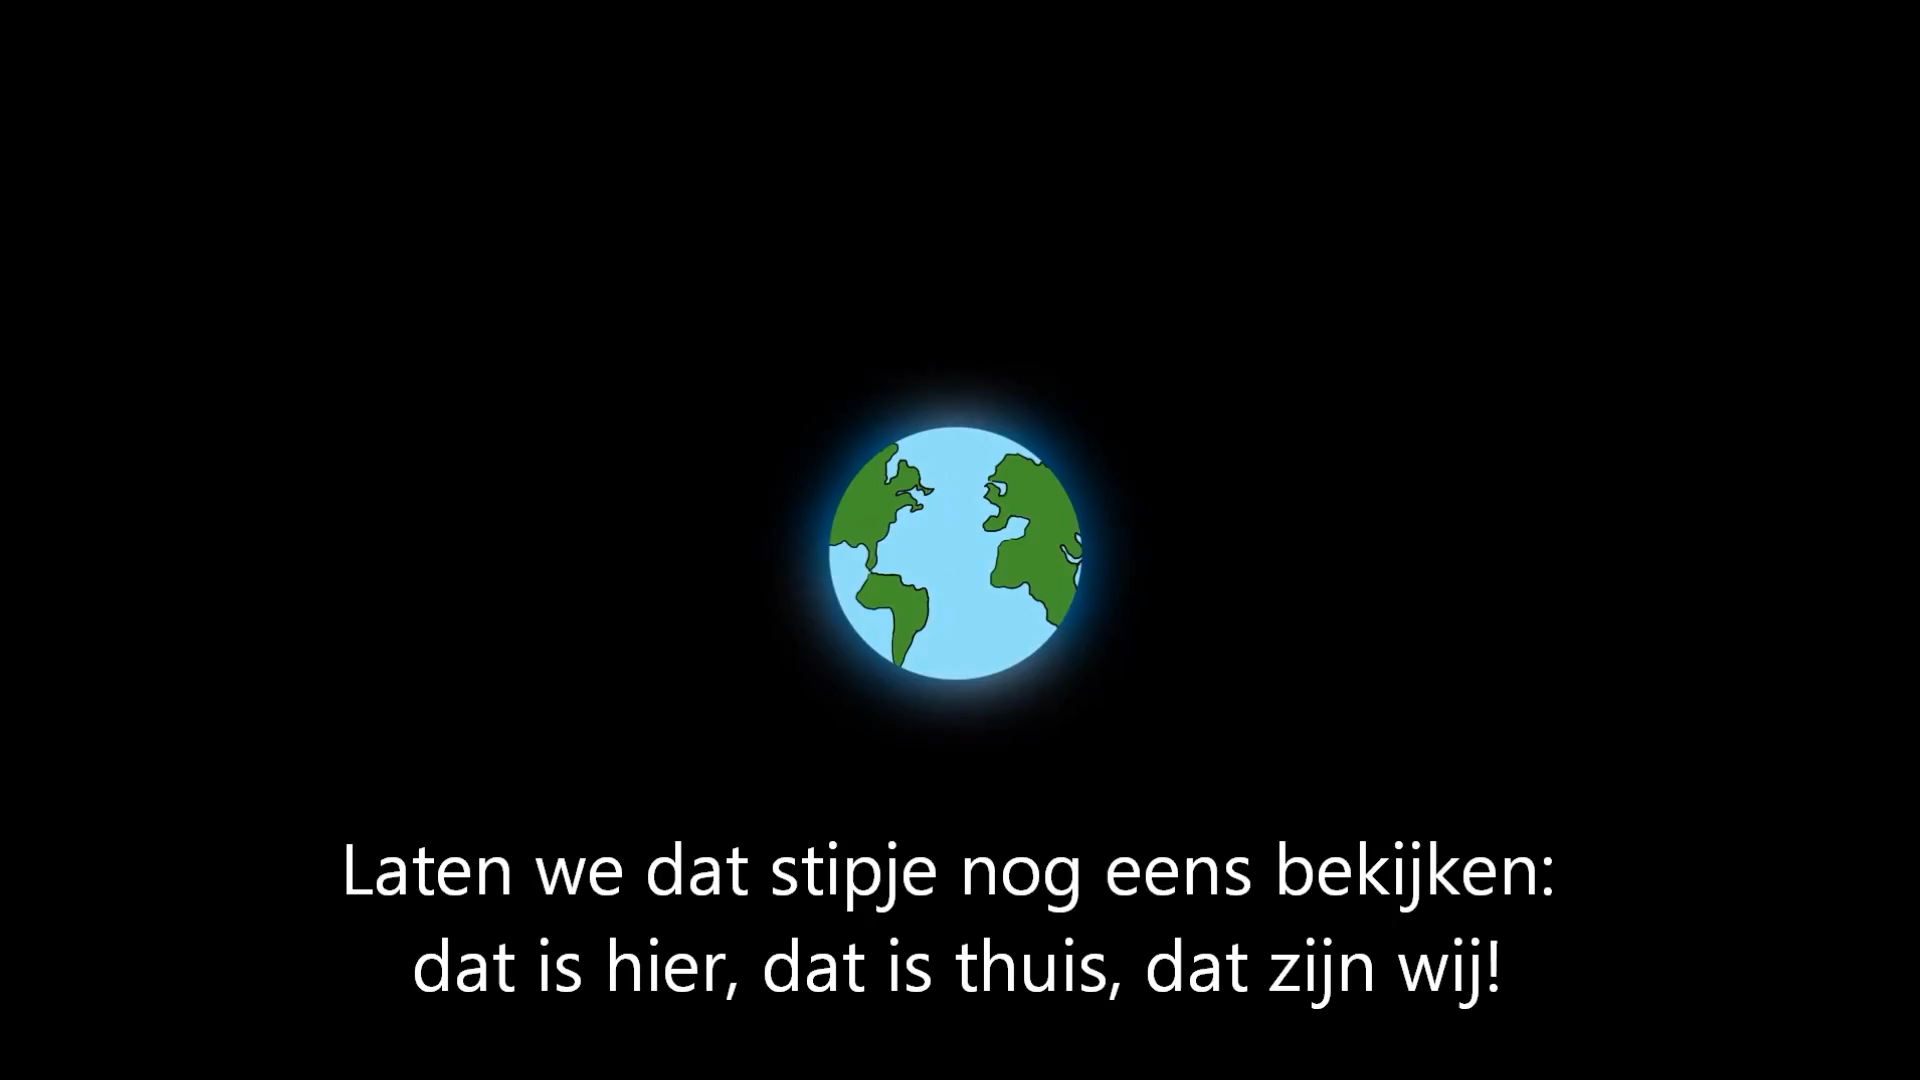 Laten we dat stipje nog eens bekijken:
dat is hier, dat is thuis, dat zijn wij!